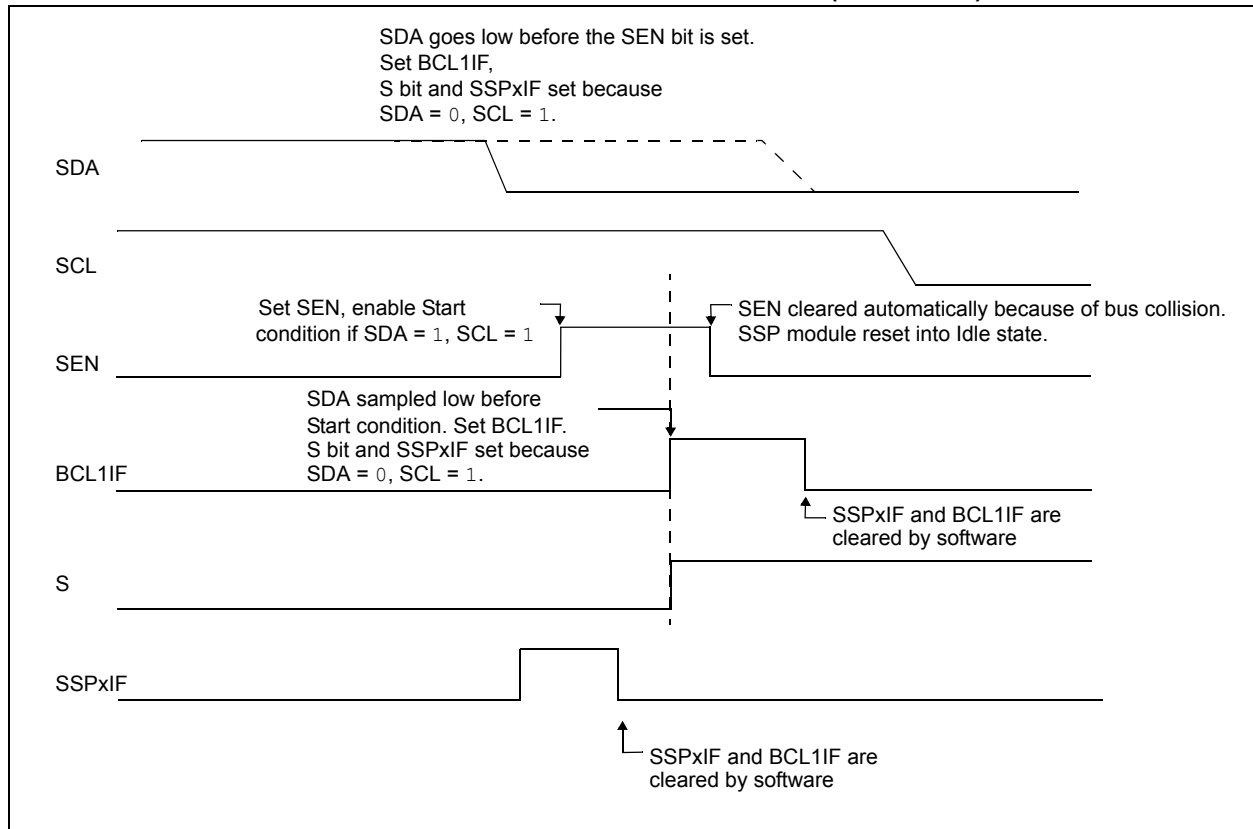 SDA goes low before the SEN bit is set.
Set BCL1IF,
S bit and SSPxIF set because
SDA = 0, SCL = 1.
SDA
SCL
Set SEN, enable Start
condition if SDA = 1, SCL = 1
SEN cleared automatically because of bus collision.
SSP module reset into Idle state.
SEN
SDA sampled low before
Start condition. Set BCL1IF.
S bit and SSPxIF set because
SDA = 0, SCL = 1.
BCL1IF
SSPxIF and BCL1IF are
cleared by software
S
SSPxIF
SSPxIF and BCL1IF are
cleared by software